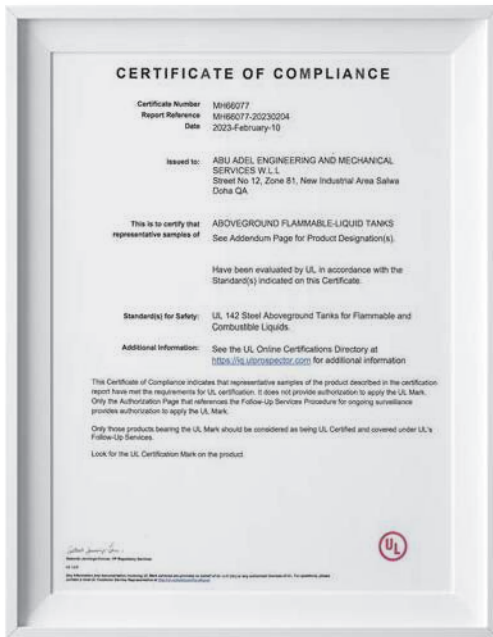 CERTIFICATE OF COMPLIANCE
Certificate Number MH66077
Report Reference MH66077-20230204
Date 2023-February-10
Issued to: ABU ADEL ENGINEERING AND MECHANICAL
SERVICES W.L.L
Street No 12, Zone 81, New Industrial Area Salwa
Doha QA
This is to certify that ABOVEGROUND FLAMMABLE-LIQUID TANKS
representative samples of See Addendum Page for Product Designation(s).
Have been evaluated by UL in accordance with the
Standard(s) indicated on this Certificate.
Standard(s) for Safety: UL 142 Steel Aboveground Tanks for Flammable and
Combustible Liquids.
Additional Information: See the UL Online Certifications Directory at
https://iq.ulprospector.com for additional information
This Certificate of Compliance indicates that representative samples of the product described in the certification
report have met the requirements for UL certification. It does not provide authorization to apply the UL Mark.
Only the Authorization Page that references the Follow-Up Services Procedure for ongoing surveillance
provides authorization to apply the UL Mark.
Only those products bearing the UL Mark should be considered as being UL Certified and covered under UL's
Follow-Up Services.
Look for the UL Certification Mark on the product.
UL